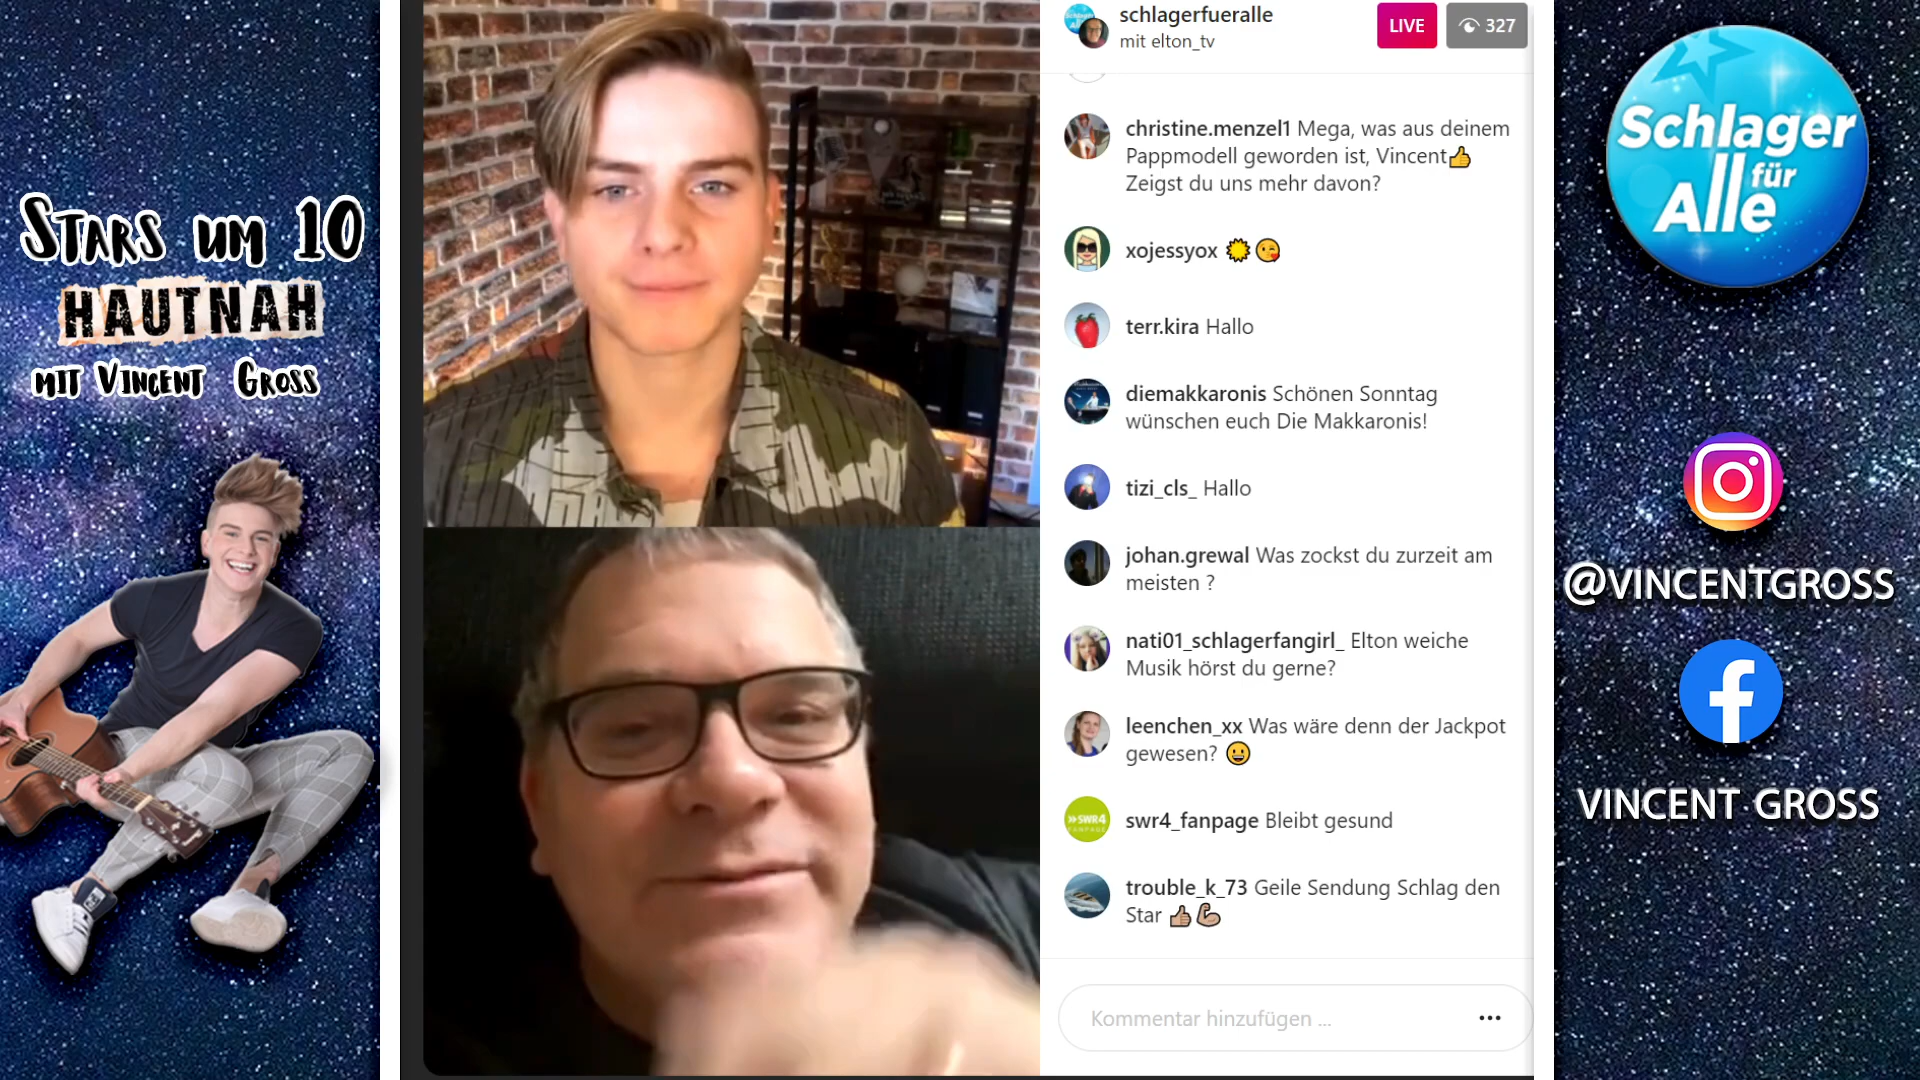 STARS UM 10
HAUTNAH
MIT VINCENT GROSS
schlagerfueralle
mit elton_tv
LIVE
327
christine.menzel1 Mega, was aus deinem
Pappmodell geworden ist, Vincent👍
Zeigst du uns mehr davon?
xojessyox
terr.kira Hallo
diemakkaronis Schönen Sonntag
wünschen euch Die Makkaronis!
tizi_cls_ Hallo
johan.grewal Was zockst du zurzeit am
meisten ?
nati01_schlagerfangirl_ Elton weiche
Musik hörst du gerne?
leenchen_xx Was wäre denn der Jackpot
gewesen? 😀
swr4_fanpage Bleibt gesund
trouble_k_73 Geile Sendung Schlag den
Star 👍🏼💪🏼
Kommentar hinzufügen ...
Schlager
für
Alle
@VINCENTGROSS
VINCENT GROSS
»SWR4
FANPAGE